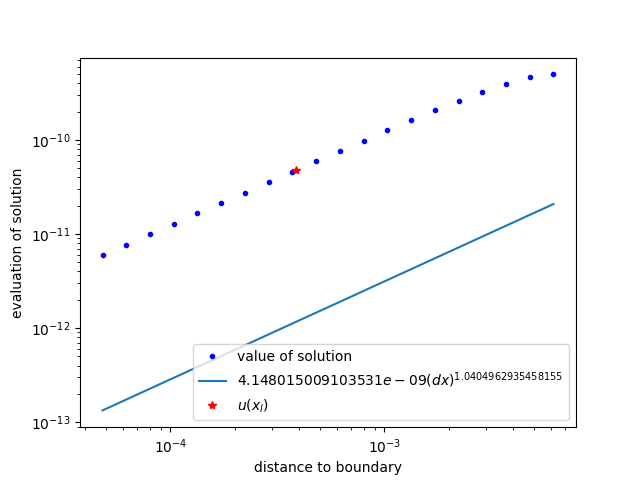 10⁻¹⁰
10⁻¹¹
10⁻¹²
10⁻¹³
evaluation of solution
value of solution
4.148015009103531e − 09(dx)^1.0404962935458155
u(x_l)
10⁻⁴
10⁻³
distance to boundary